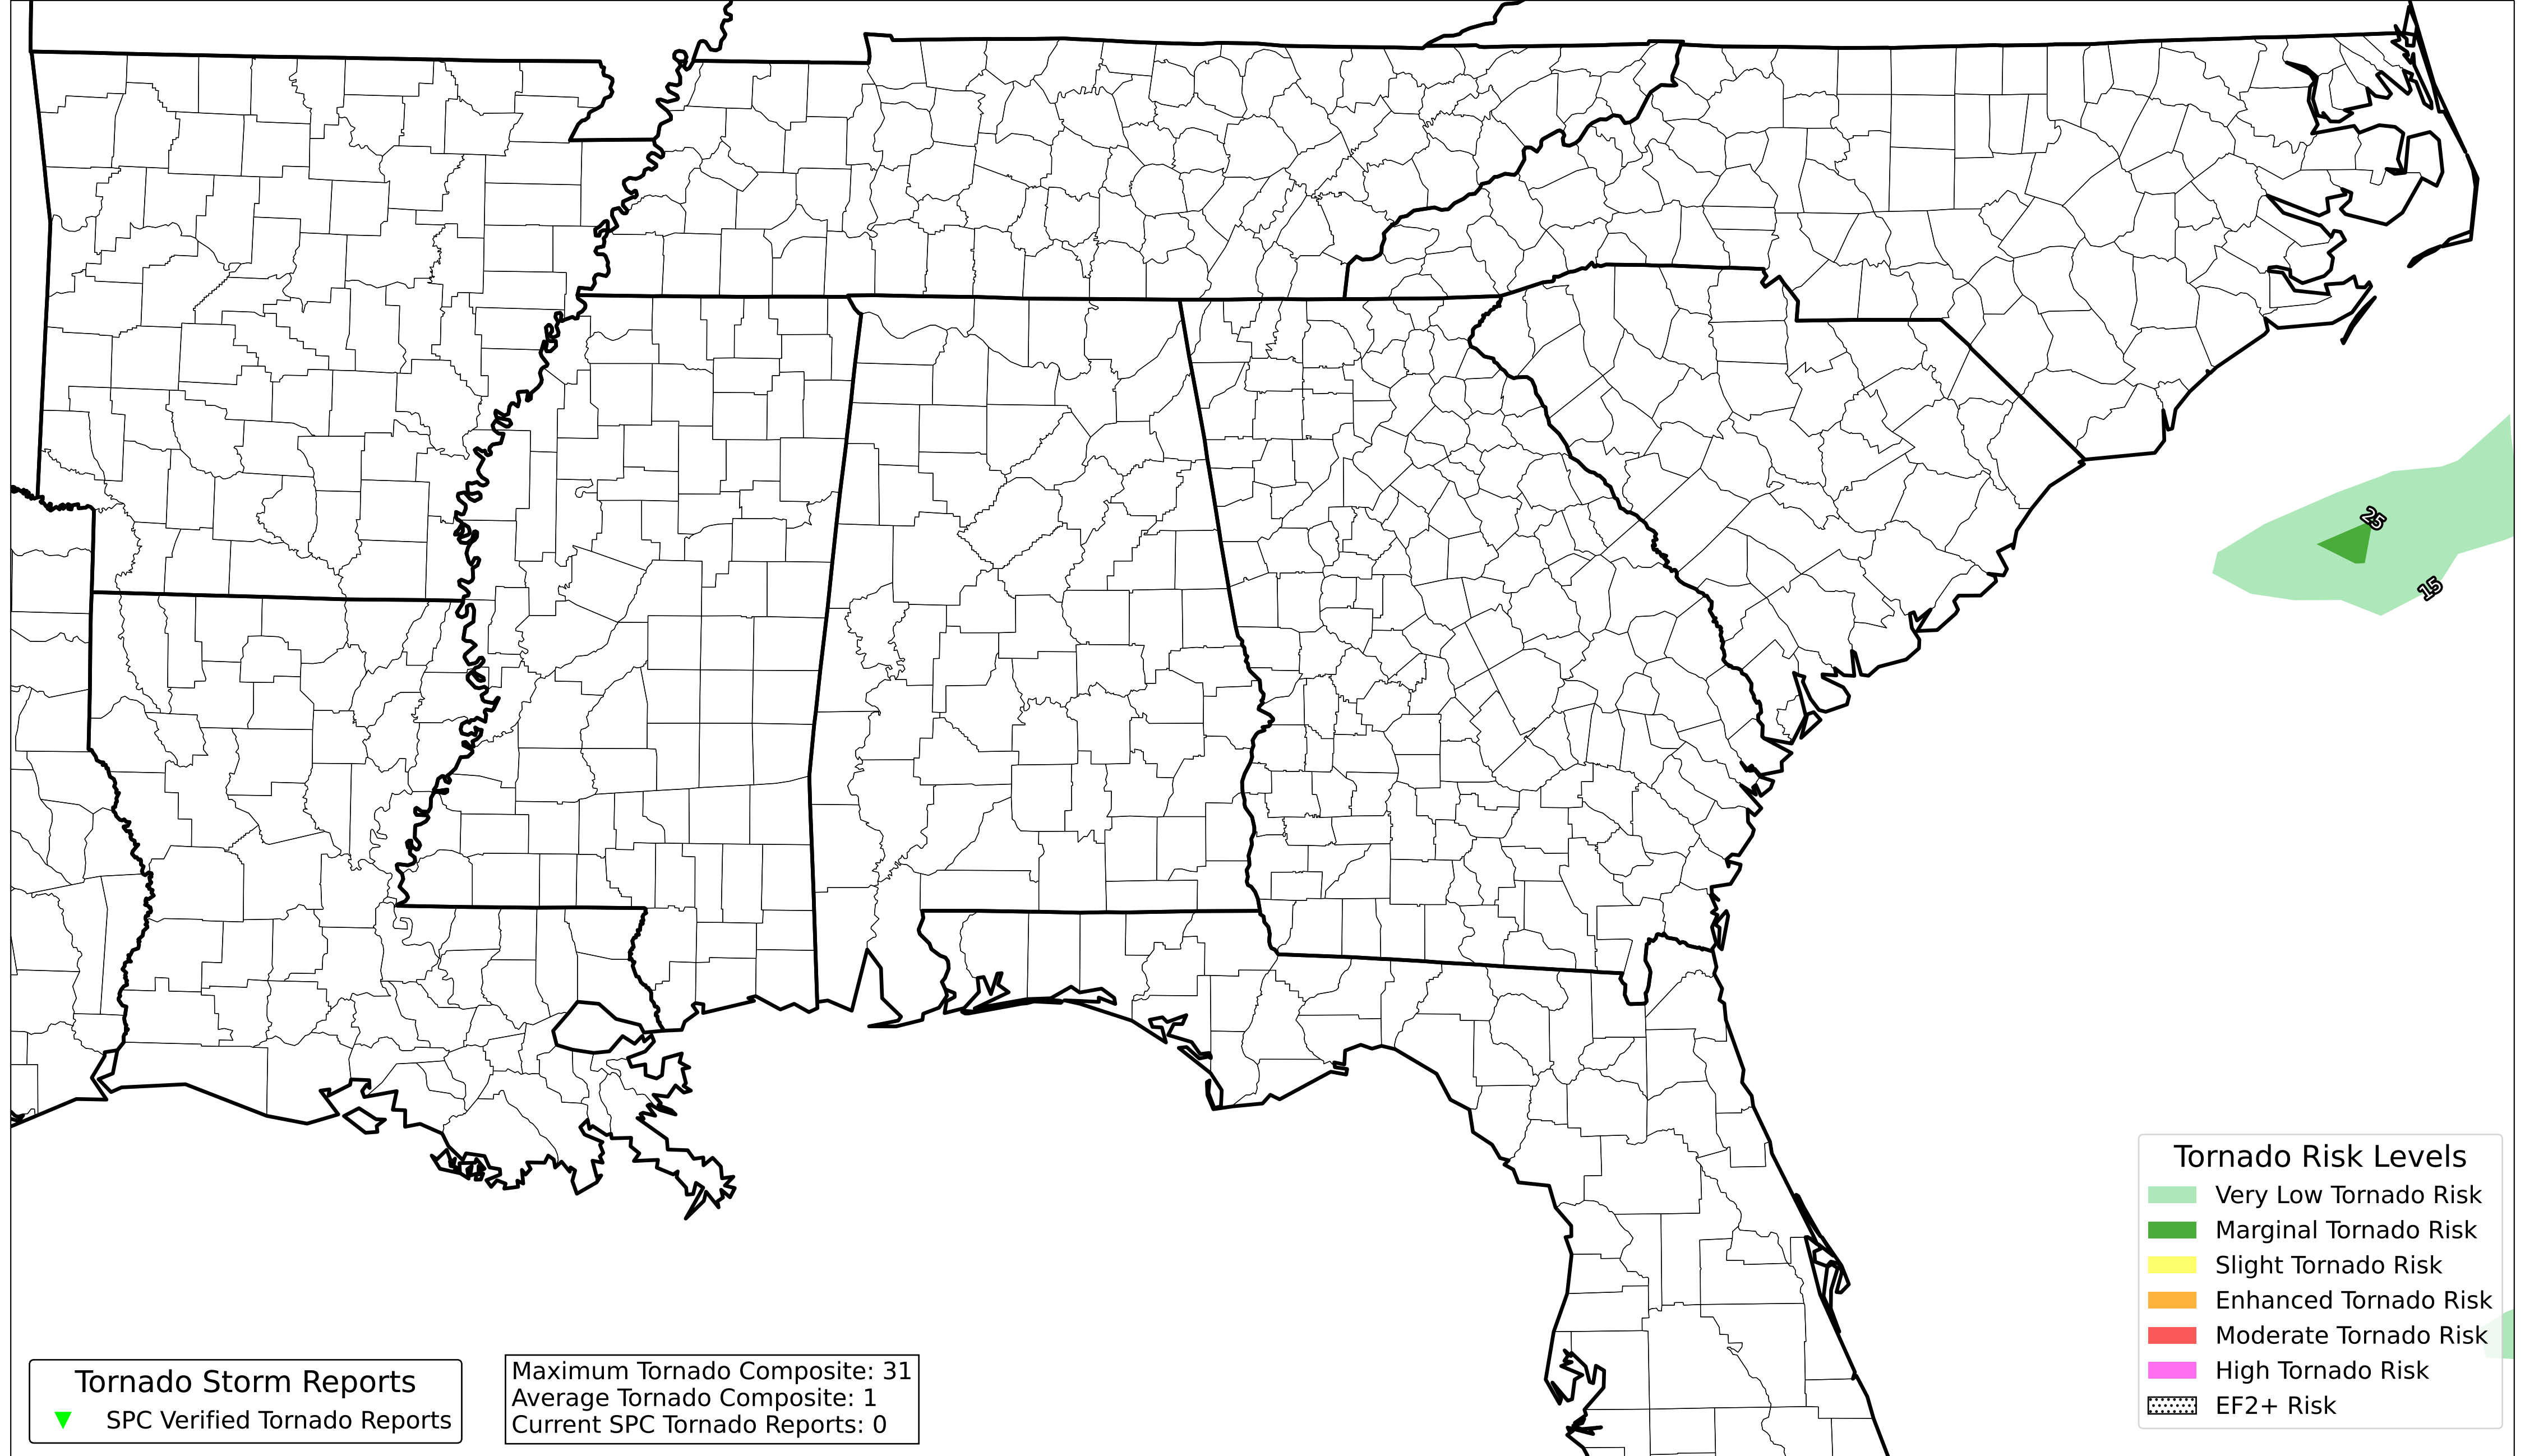 25
15
Tornado Risk Levels
Very Low Tornado Risk
Marginal Tornado Risk
Slight Tornado Risk
Enhanced Tornado Risk
Moderate Tornado Risk
High Tornado Risk
EF2+ Risk
Tornado Storm Reports
SPC Verified Tornado Reports
Maximum Tornado Composite: 31
Average Tornado Composite: 1
Current SPC Tornado Reports: 0